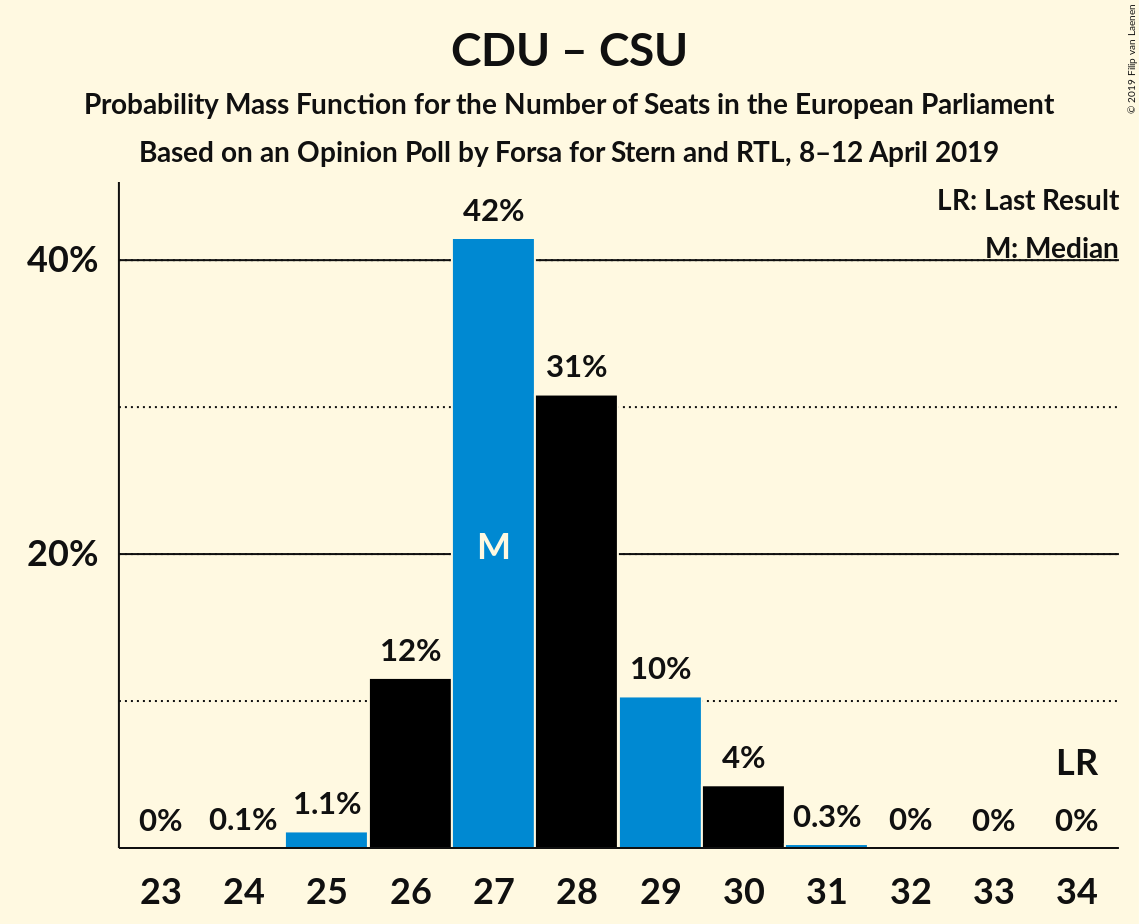 CDU – CSU
Probability Mass Function for the Number of Seats in the European Parliament
Based on an Opinion Poll by Forsa for Stern and RTL, 8–12 April 2019
© 2019 Filip van Laenen
LR: Last Result
M: Median
40%
20%
0%
0.1%
1.1%
12%
42%
M
31%
10%
4%
0.3%
0%
0%
LR
0%
23 24 25 26 27 28 29 30 31 32 33 34